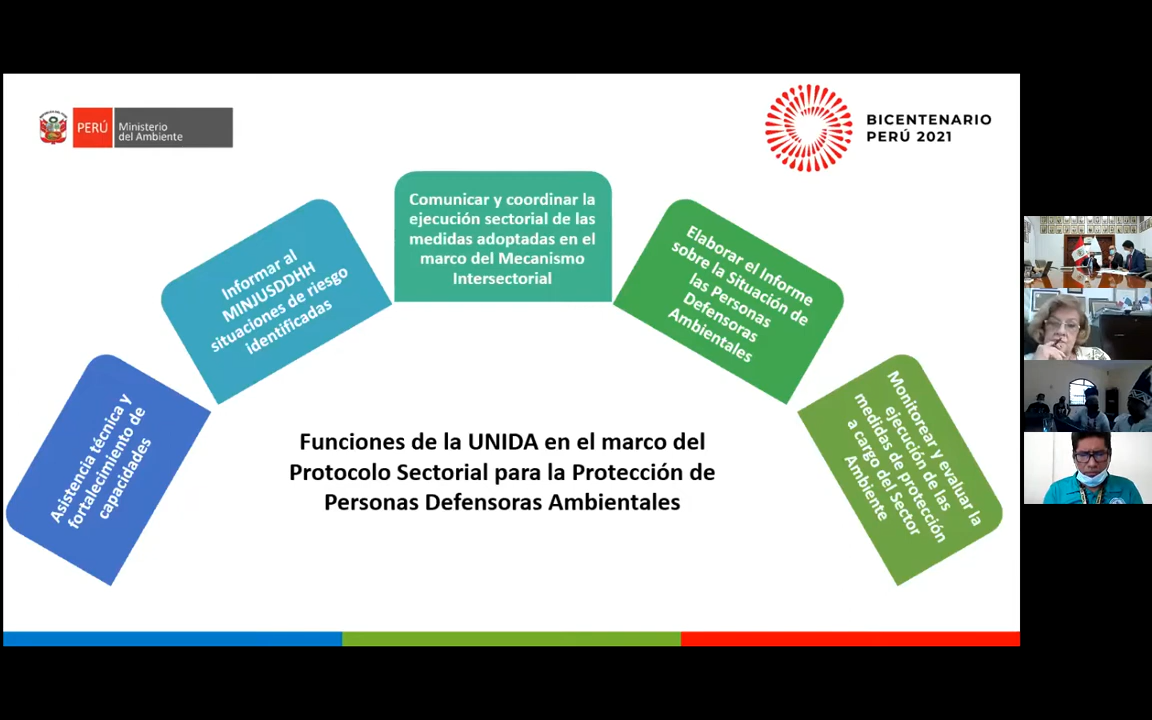 PERÚ
Ministerio
del Ambiente
BICENTENARIO
PERÚ 2021
Asistencia técnica y
fortalecimiento de
capacidades
Informar al
MINJUSDDHH
situaciones de riesgo
identificadas
Comunicar y coordinar la
ejecución sectorial de las
medidas adoptadas en el
marco del Mecanismo
Intersectorial
Elaborar el Informe
sobre la Situación de
las Personas
Defensoras
Ambientales
Monitorear y evaluar la
ejecución de las
medidas de protección
a cargo del Sector
Ambiente
Funciones de la UNIDA en el marco del
Protocolo Sectorial para la Protección de
Personas Defensoras Ambientales